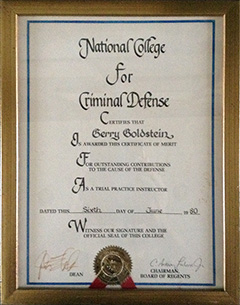 National College
For
Criminal Defense
CERTIFIES THAT
Gerry Goldstein
IS AWARDED THIS CERTIFICATE OF MERIT
FOR OUTSTANDING CONTRIBUTIONS
TO THE CAUSE OF THE DEFENSE
AS A TRIAL PRACTICE INSTRUCTOR
DATED THIS Sixth DAY OF June 1980
WITNESS OUR SIGNATURE AND THE
OFFICIAL SEAL OF THIS COLLEGE
DEAN
CHAIRMAN,
BOARD OF REGENTS